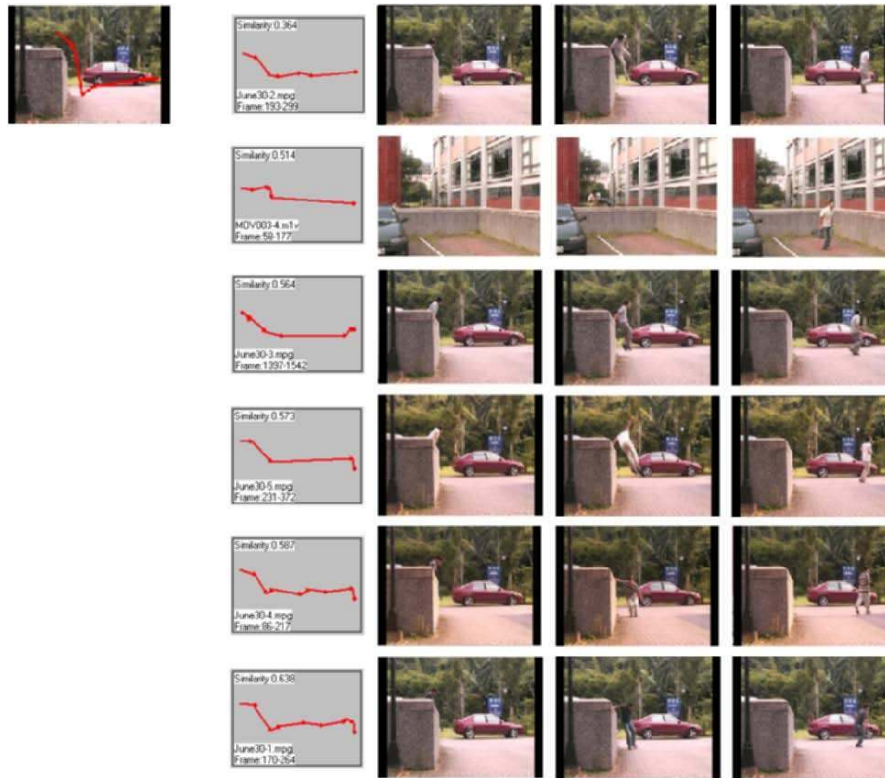 Similarity:0.364
June30-2.mpg
Frame:193-299
Similarity:0.514
MOV003-4.m1v
Frame:58-177
Similarity:0.564
June30-3.mpg
Frame:1397-1542
Similarity:0.573
June30-5.mpg
Frame:231-372
Similarity:0.587
June30-4.mpg
Frame:86-217
Similarity:0.638
June30-1.mpg
Frame:170-264